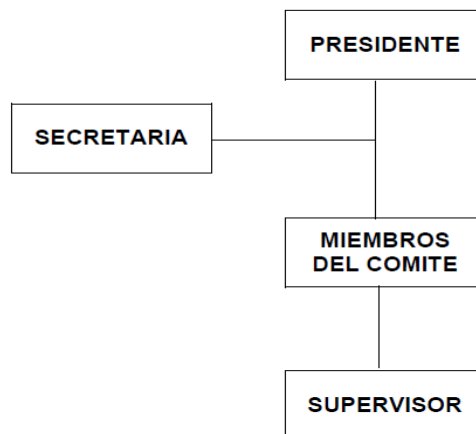 PRESIDENTE
SECRETARIA
MIEMBROS
DEL COMITE
SUPERVISOR